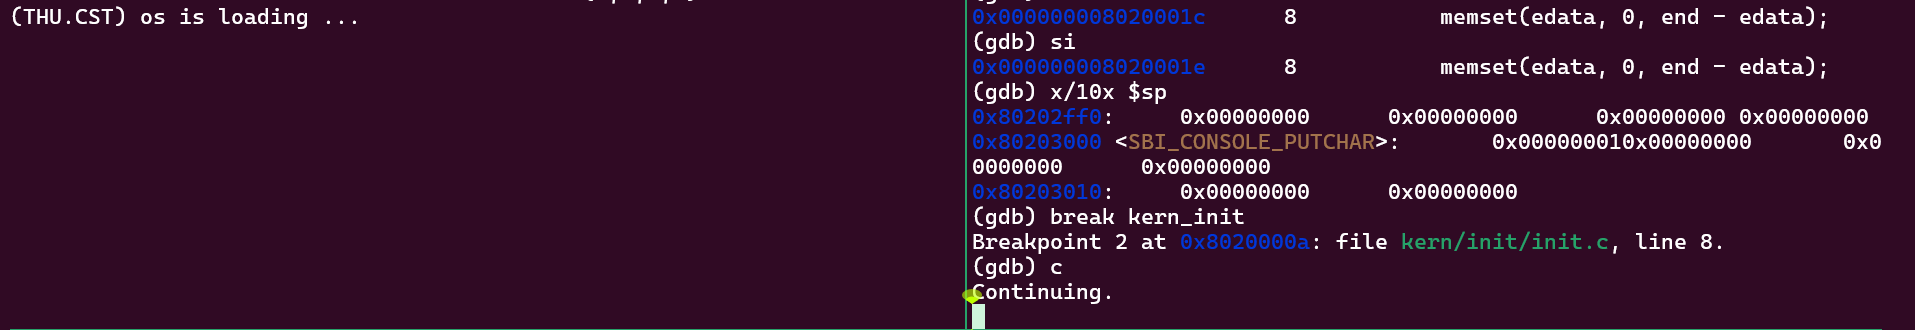 (THU.CST) os is loading ...
0x000000008020001c      8           memset(edata, 0, end - edata);
(gdb) si
0x000000008020001e      8           memset(edata, 0, end - edata);
(gdb) x/10x $sp
0x80202ff0:     0x00000000      0x00000000      0x00000000 0x00000000
0x80203000 <SBI_CONSOLE_PUTCHAR>:       0x000000010x00000000       0x0
0000000      0x00000000
0x80203010:     0x00000000      0x00000000
(gdb) break kern_init
Breakpoint 2 at 0x8020000a: file kern/init/init.c, line 8.
(gdb) c
Continuing.